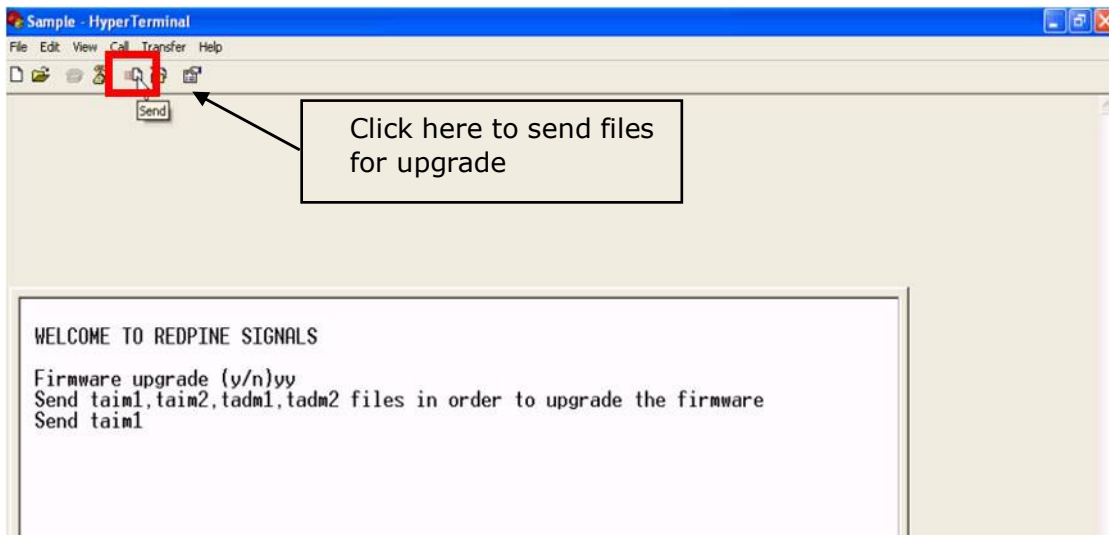 Sample - HyperTerminal
File Edit View Call Transfer Help
Send
Click here to send files
for upgrade
WELCOME TO REDPINE SIGNALS
Firmware upgrade (y/n)yy
Send taim1,taim2,tadm1,tadm2 files in order to upgrade the firmware
Send taim1